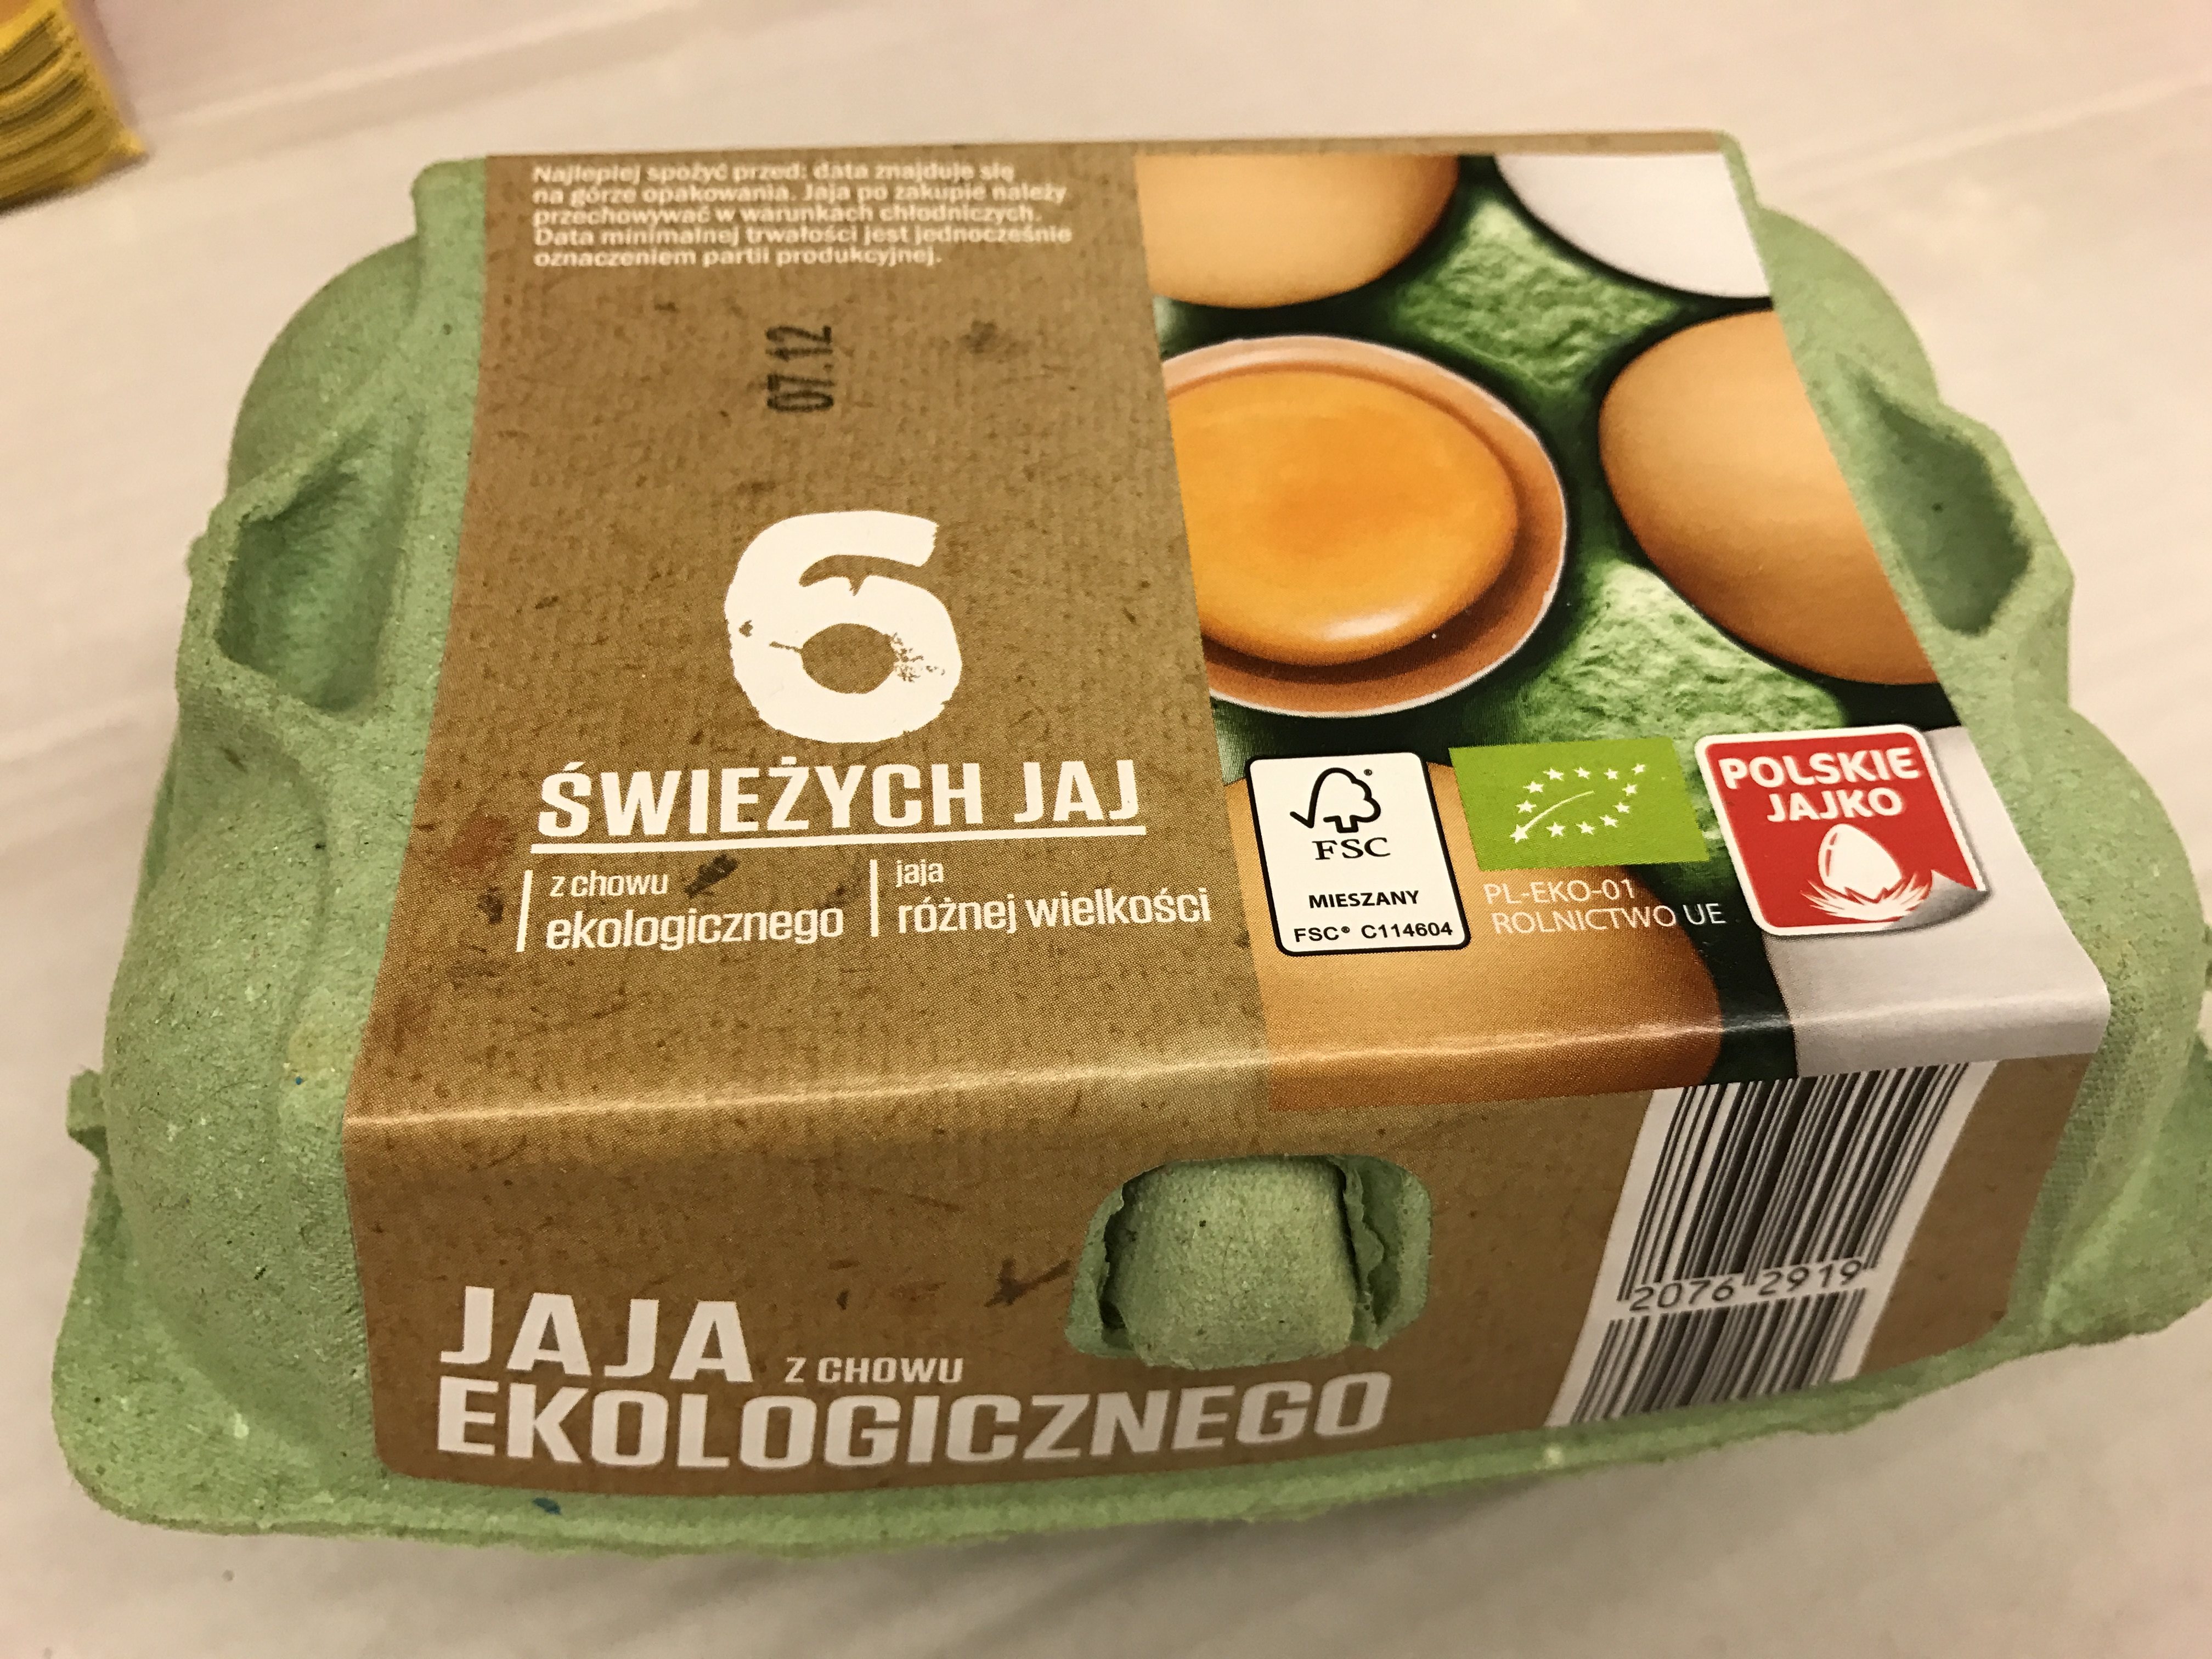 Najlepiej spożyć przed: data znajduje się
na górze opakowania. Jaja po zakupie należy
przechowywać w warunkach chłodniczych.
Data minimalnej trwałości jest jednocześnie
oznaczeniem partii produkcyjnej.
07.12
6
ŚWIEŻYCH JAJ
z chowu
ekologicznego
jaja
różnej wielkości
FSC®
MIESZANY
FSC® C114604
PL-EKO-01
ROLNICTWO UE
POLSKIE
JAJKO
JAJA Z CHOWU
EKOLOGICZNEGO
2076 2919